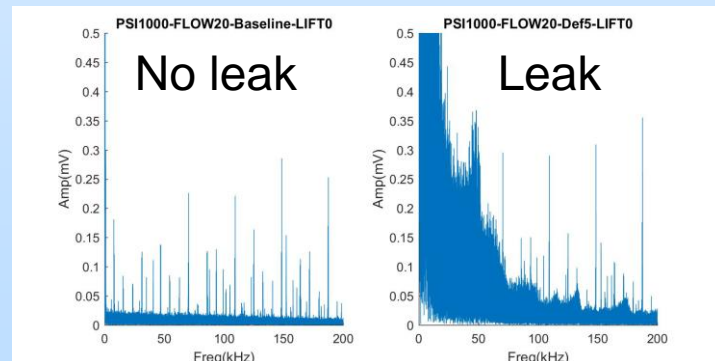 PSI1000-FLOW20-Baseline-LIFT0
No leak
Amp(mV)
0.5
0.45
0.4
0.35
0.3
0.25
0.2
0.15
0.1
0.05
0
0 50 100 150 200
Freq(kHz)
PSI1000-FLOW20-Def5-LIFT0
Leak
Amp(mV)
0.5
0.45
0.4
0.35
0.3
0.25
0.2
0.15
0.1
0.05
0
0 50 100 150 200
Freq(kHz)